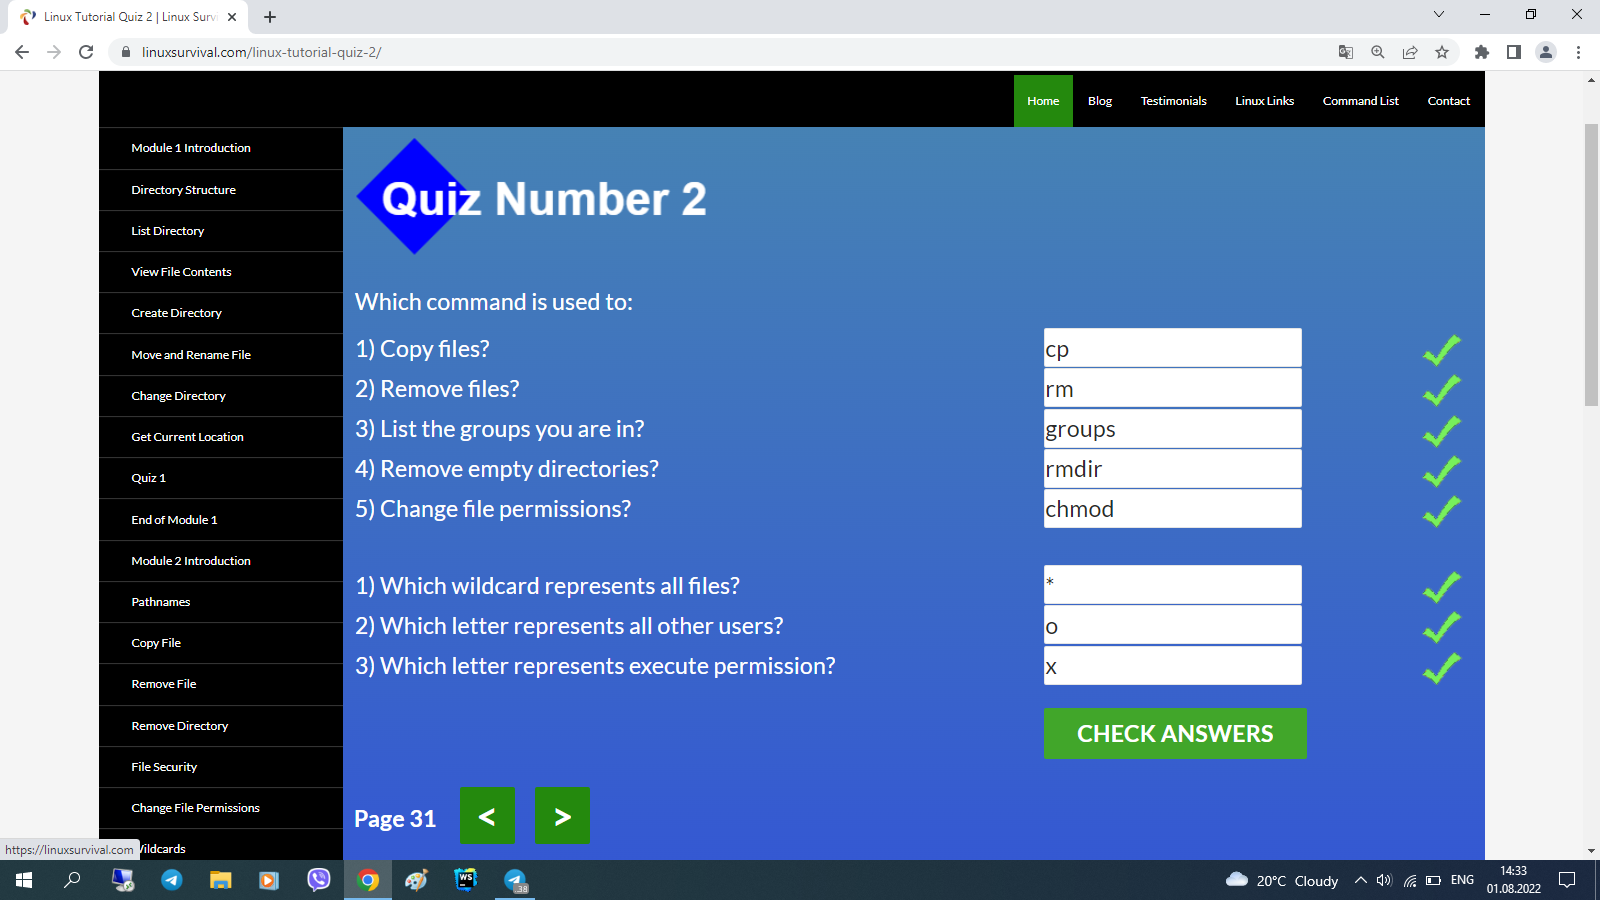 Linux Tutorial Quiz 2 | Linux Surv
linuxsurvival.com/linux-tutorial-quiz-2/
Home Blog Testimonials Linux Links Command List Contact
Module 1 Introduction
Directory Structure
List Directory
View File Contents
Create Directory
Move and Rename File
Change Directory
Get Current Location
Quiz 1
End of Module 1
Module 2 Introduction
Pathnames
Copy File
Remove File
Remove Directory
File Security
Change File Permissions
Wildcards
Quiz Number 2
Which command is used to:
1) Copy files? cp
2) Remove files? rm
3) List the groups you are in? groups
4) Remove empty directories? rmdir
5) Change file permissions? chmod
1) Which wildcard represents all files? *
2) Which letter represents all other users? o
3) Which letter represents execute permission? x
CHECK ANSWERS
Page 31 < >
https://linuxsurvival.com
WS
38
20°C Cloudy
ENG
14:33
01.08.2022